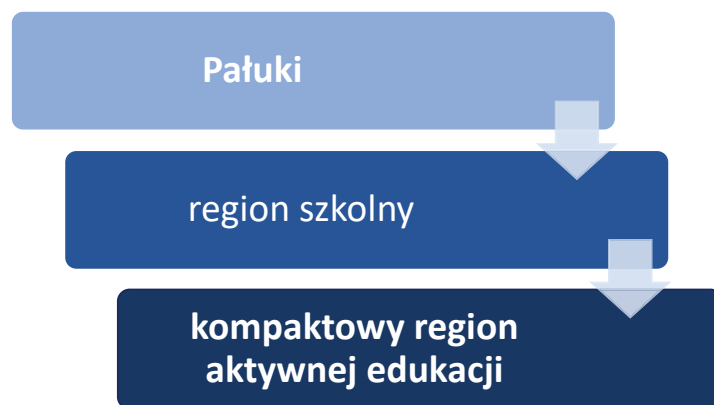 Pałuki
region szkolny
kompaktowy region
aktywnej edukacji